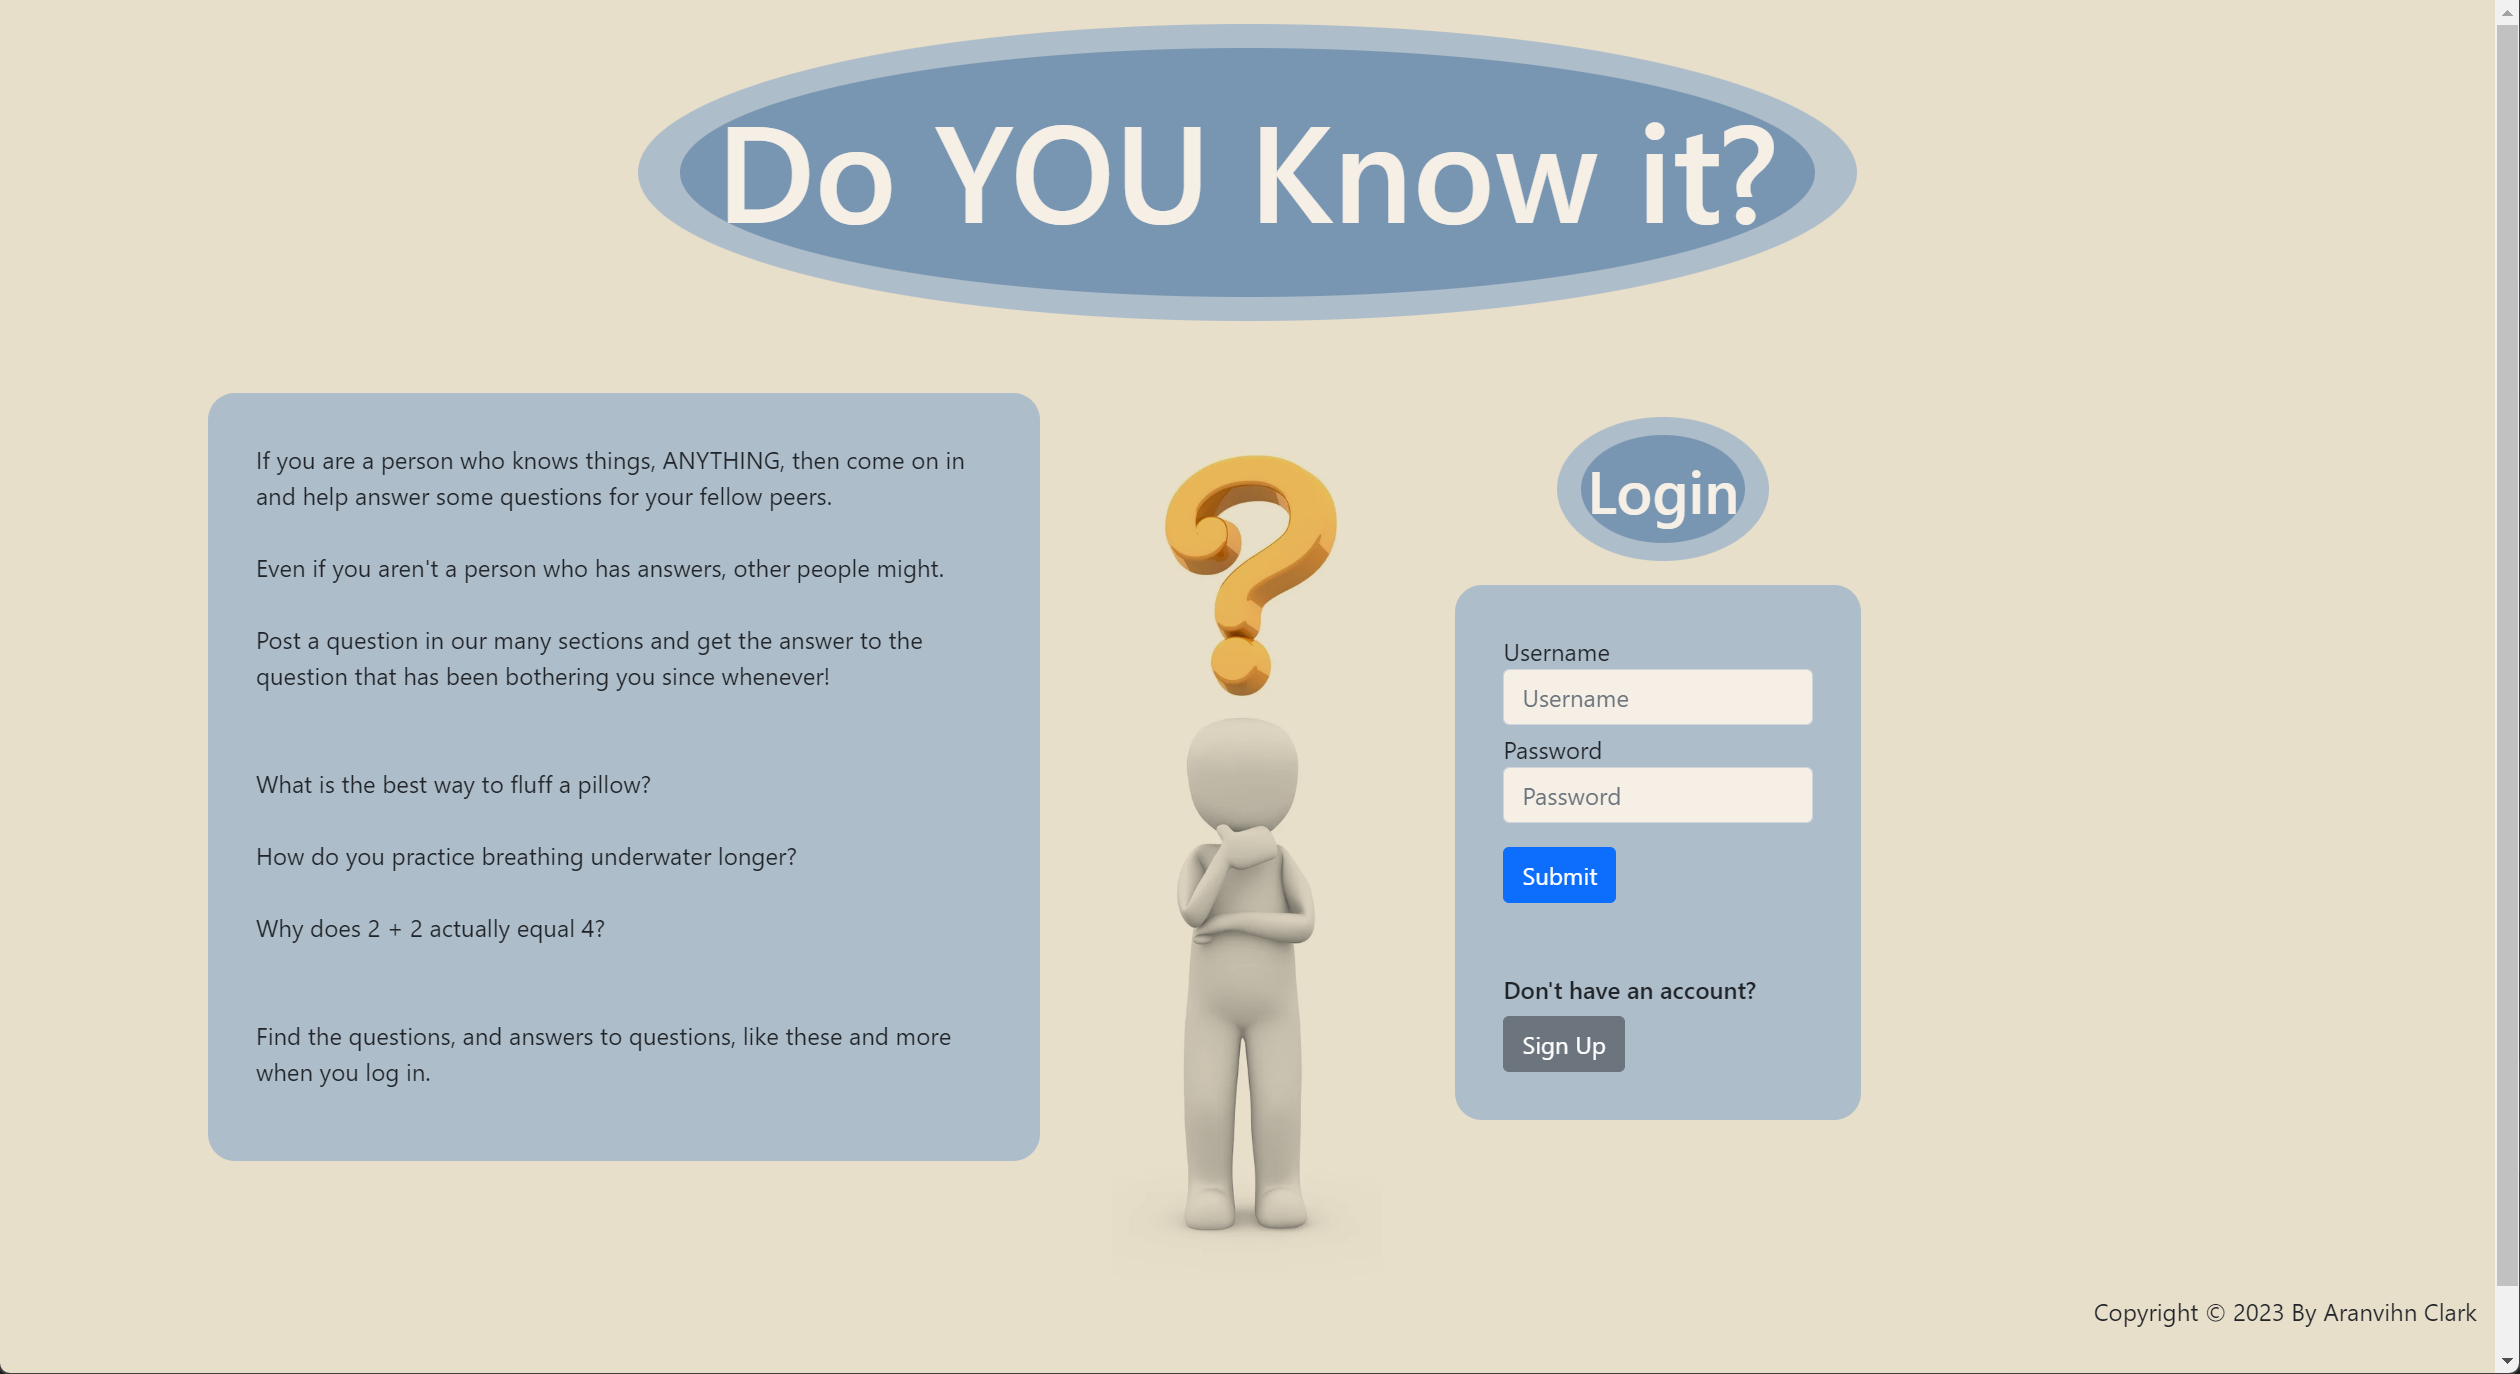 Do YOU Know it?
If you are a person who knows things, ANYTHING, then come on in
and help answer some questions for your fellow peers.
Even if you aren't a person who has answers, other people might.
Post a question in our many sections and get the answer to the
question that has been bothering you since whenever!
What is the best way to fluff a pillow?
How do you practice breathing underwater longer?
Why does 2 + 2 actually equal 4?
Find the questions, and answers to questions, like these and more
when you log in.
Login
Username
Username
Password
Password
Submit
Don't have an account?
Sign Up
Copyright © 2023 By Aranvihn Clark